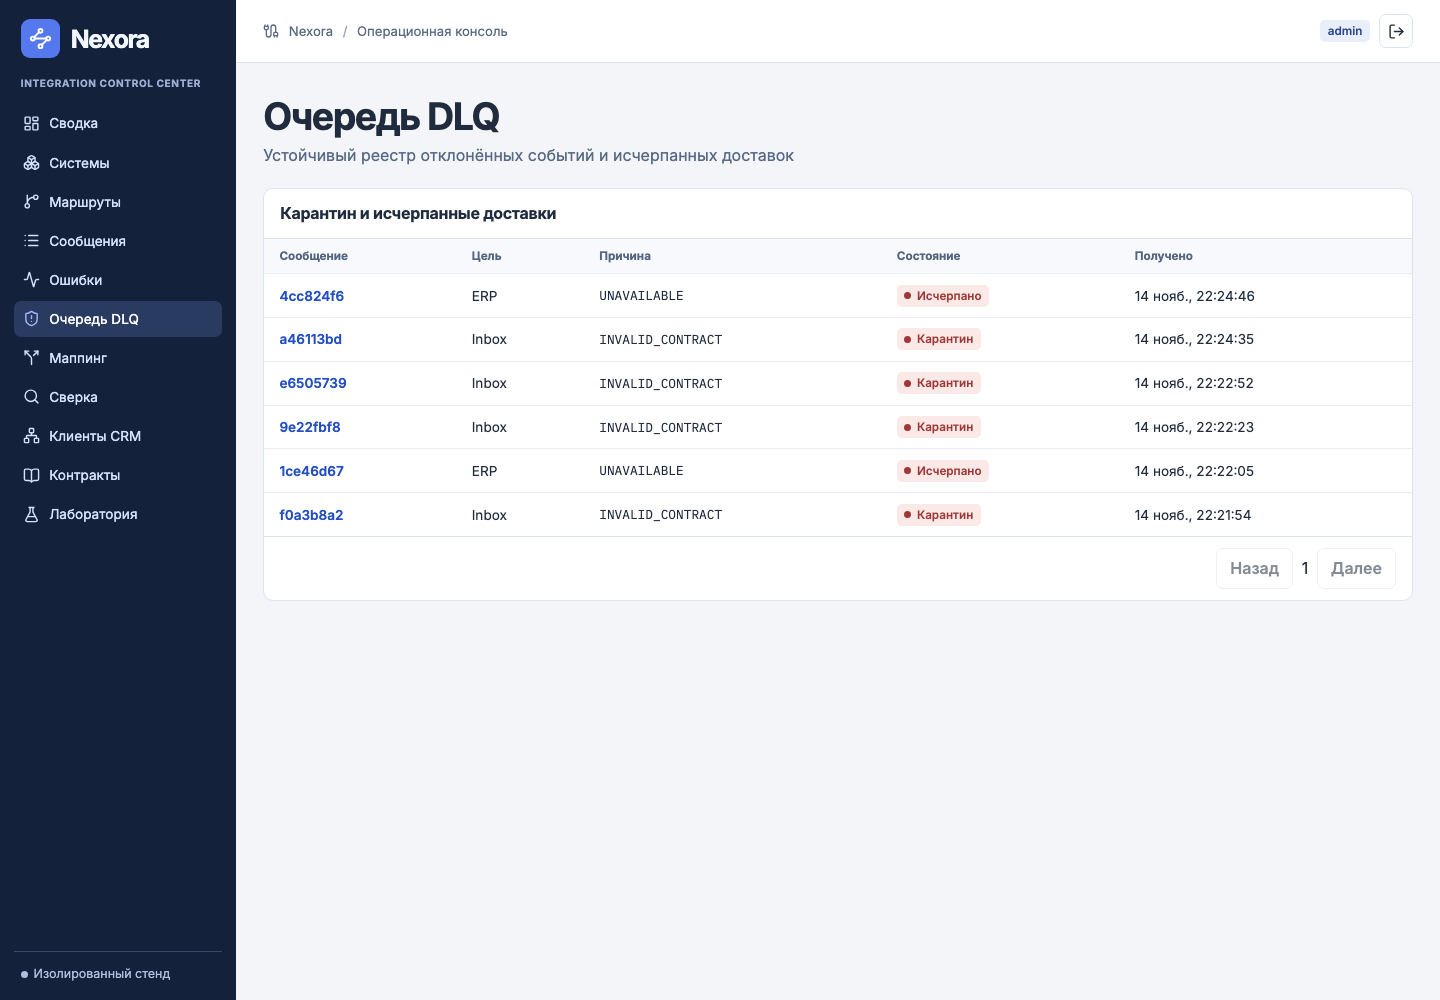 Nexora
INTEGRATION CONTROL CENTER
Сводка
Системы
Маршруты
Сообщения
Ошибки
Очередь DLQ
Маппинг
Сверка
Клиенты CRM
Контракты
Лаборатория
Изолированный стенд
Nexora / Операционная консоль
admin
Очередь DLQ
Устойчивый реестр отклонённых событий и исчерпанных доставок
Карантин и исчерпанные доставки
Сообщение Цель Причина Состояние Получено
4cc824f6 ERP UNAVAILABLE Исчерпано 14 нояб., 22:24:46
a46113bd Inbox INVALID_CONTRACT Карантин 14 нояб., 22:24:35
e6505739 Inbox INVALID_CONTRACT Карантин 14 нояб., 22:22:52
9e22fbf8 Inbox INVALID_CONTRACT Карантин 14 нояб., 22:22:23
1ce46d67 ERP UNAVAILABLE Исчерпано 14 нояб., 22:22:05
f0a3b8a2 Inbox INVALID_CONTRACT Карантин 14 нояб., 22:21:54
Назад 1 Далее